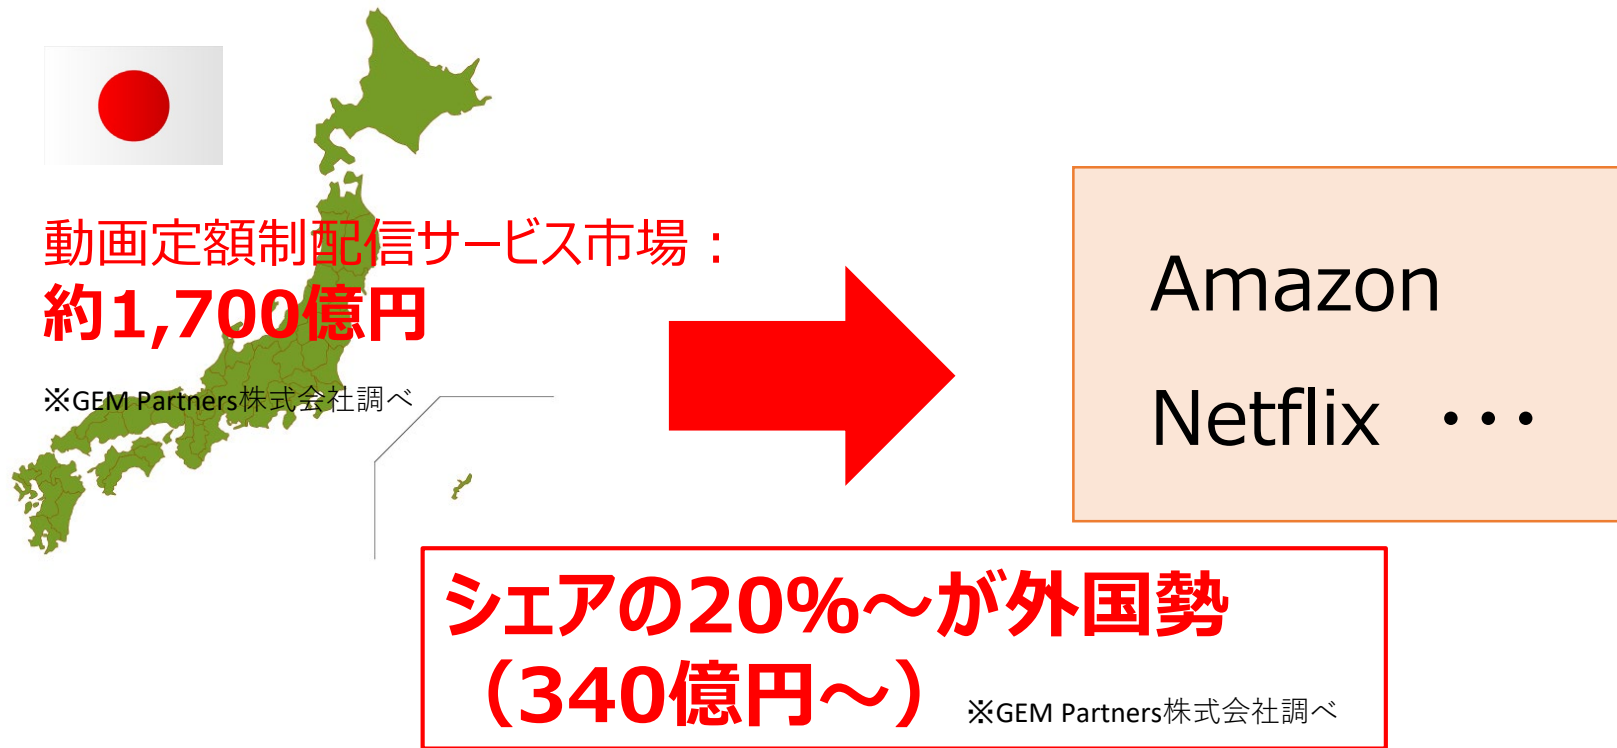 動画定額制配信サービス市場：
約1,700億円
※GEM Partners株式会社調べ
Amazon
Netflix ・・・
シェアの20%～が外国勢
（340億円～）
※GEM Partners株式会社調べ